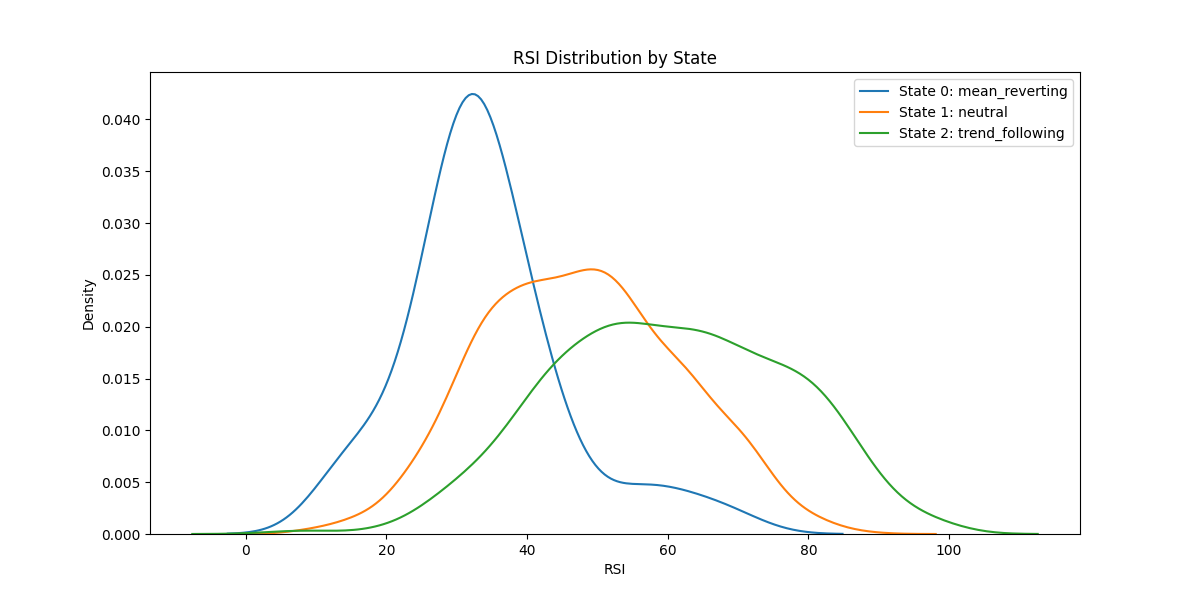 RSI Distribution by State
State 0: mean_reverting
State 1: neutral
State 2: trend_following
Density
0.040
0.035
0.030
0.025
0.020
0.015
0.010
0.005
0.000
0 20 40 60 80 100
RSI